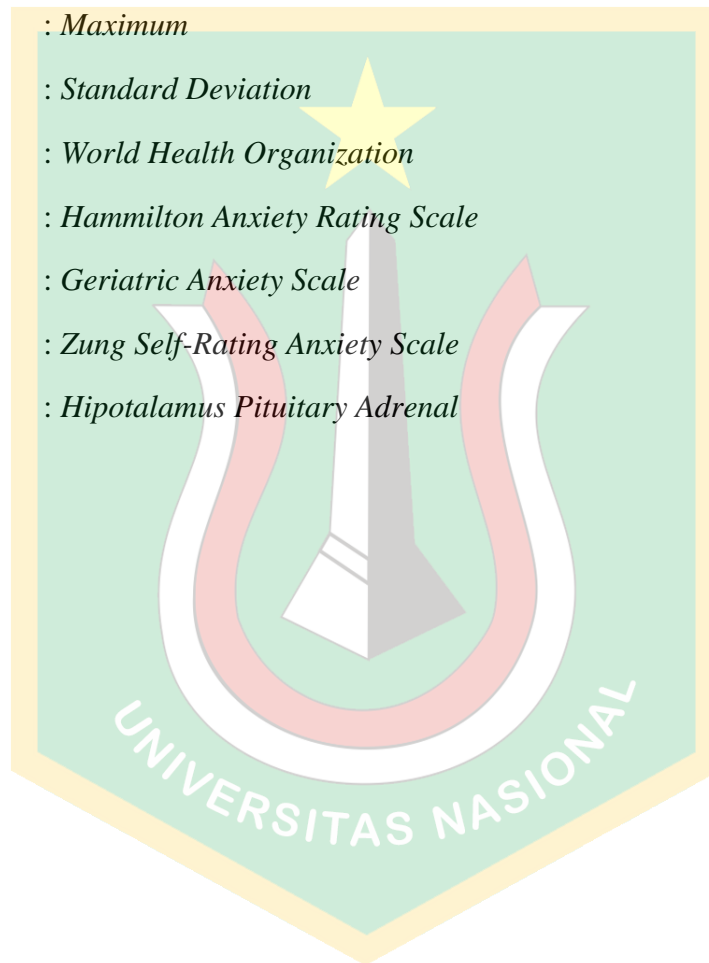 : Maximum
: Standard Deviation
: World Health Organization
: Hammilton Anxiety Rating Scale
: Geriatric Anxiety Scale
: Zung Self-Rating Anxiety Scale
: Hipotalamus Pituitary Adrenal
UNIVERSITAS NASIONAL